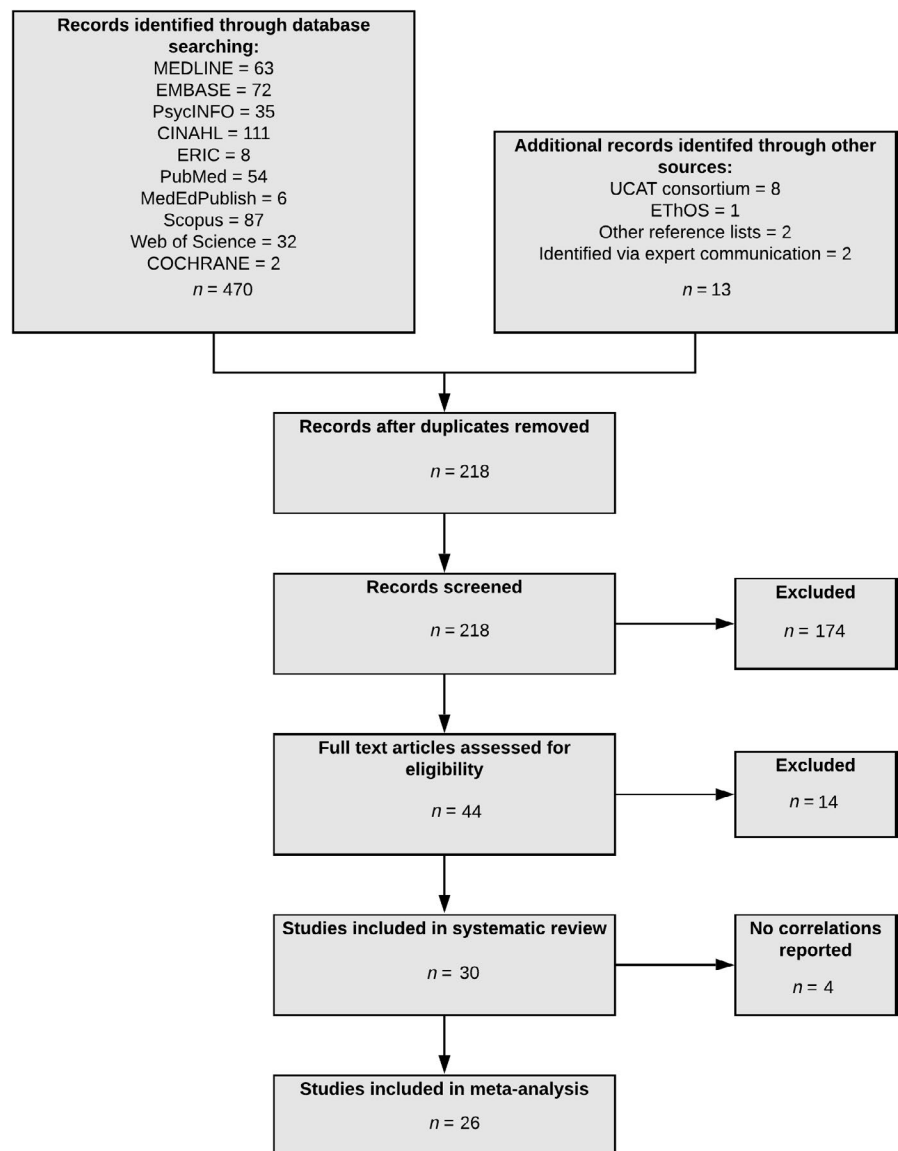 Records identified through database
searching:
MEDLINE = 63
EMBASE = 72
PsycINFO = 35
CINAHL = 111
ERIC = 8
PubMed = 54
MedEdPublish = 6
Scopus = 87
Web of Science = 32
COCHRANE = 2
n = 470
Additional records identifed through other
sources:
UCAT consortium = 8
EThOS = 1
Other reference lists = 2
Identified via expert communication = 2
n = 13
Records after duplicates removed
n = 218
Records screened
n = 218
Excluded
n = 174
Full text articles assessed for
eligibility
n = 44
Excluded
n = 14
Studies included in systematic review
n = 30
No correlations
reported
n = 4
Studies included in meta-analysis
n = 26